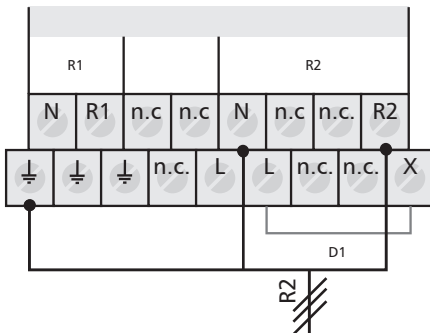 R1 R2
N R1 n.c n.c N n.c n.c. R2
n.c. L L n.c. n.c. X
D1
R2